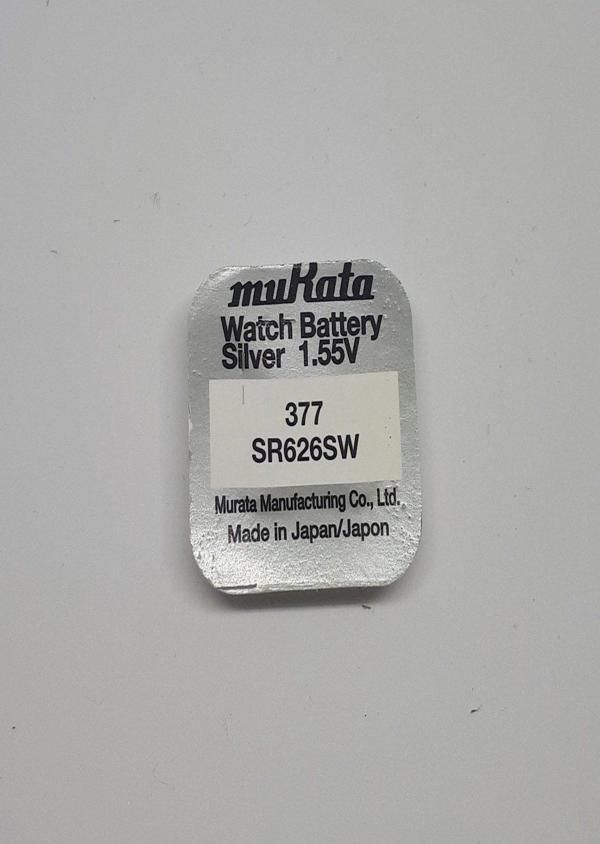 muRata
Watch Battery
Silver 1.55V
377
SR626SW
Murata Manufacturing Co., Ltd.
Made in Japan/Japon